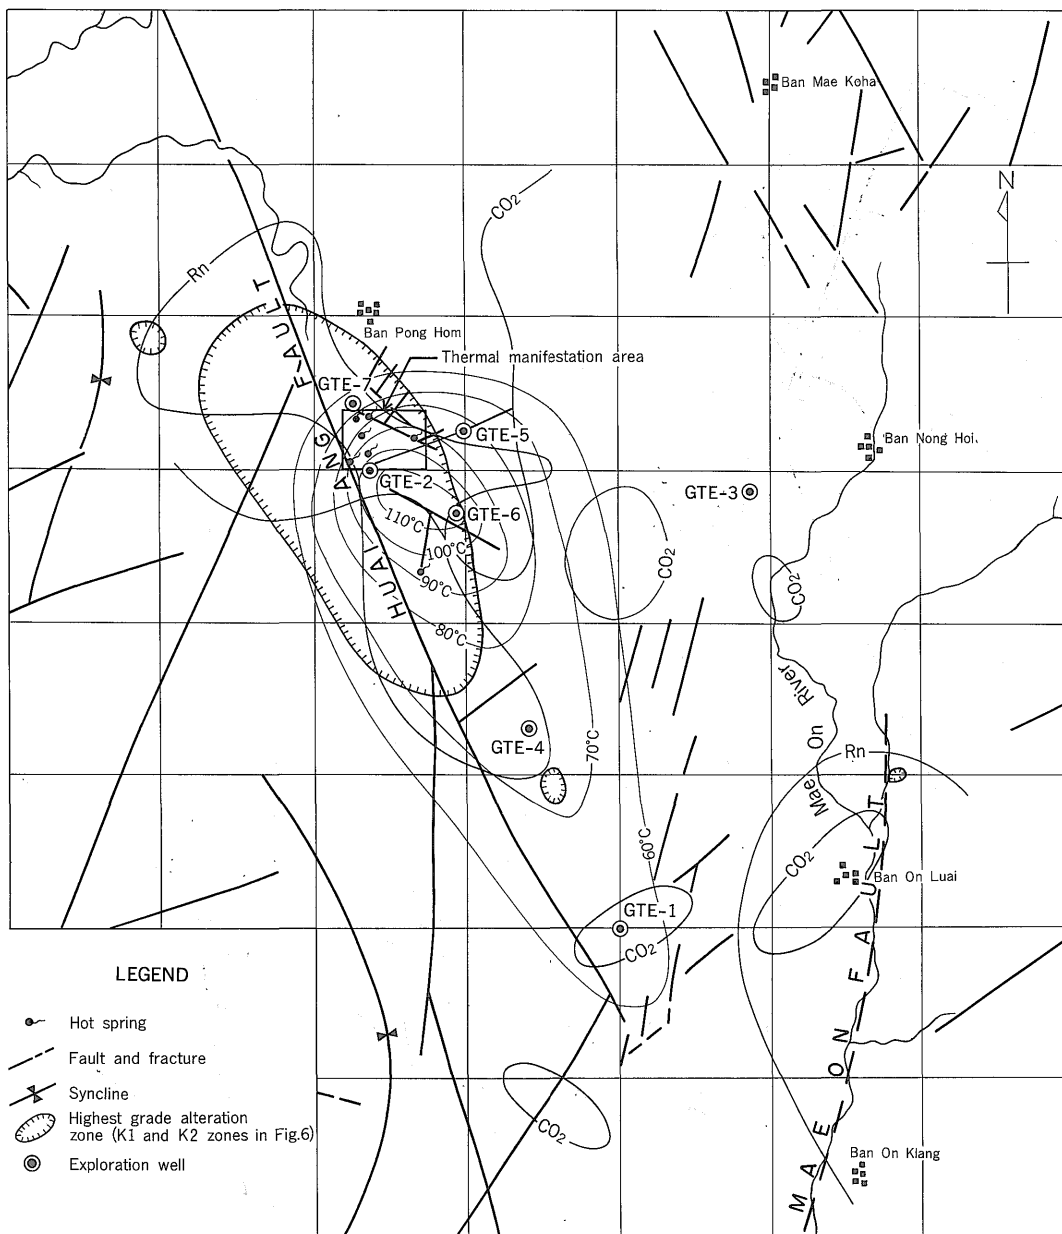 Ban Mae Koha
N
CO₂
Rn
Ban Pong Hom
Thermal manifestation area
GTE-7
GTE-5
Ban Nong Hoi
GTE-2
GTE-3
GTE-6
110°C
100°C
90°C
80°C
HUAI ANG FAULT
CO₂
CO₂
Mae On River
GTE-4
70°C
Rn
60°C
CO₂
Ban On Luai
GTE-1
CO₂
MAE ON FAULT
CO₂
Ban On Klang
LEGEND
Hot spring
Fault and fracture
Syncline
Highest grade alteration
zone (K1 and K2 zones in Fig.6)
Exploration well